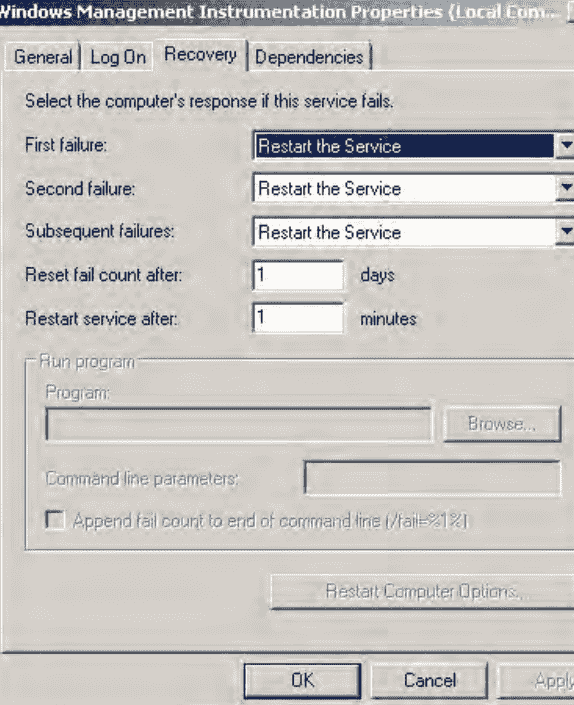 Windows Management Instrumentation Properties (Local Com...
General
Log On
Recovery
Dependencies
Select the computer's response if this service fails.
First failure:
Restart the Service
Second failure:
Restart the Service
Subsequent failures:
Restart the Service
Reset fail count after:
1
days
Restart service after:
1
minutes
Run program
Program:
Browse...
Command line parameters:
Append fail count to end of command line (/fail=%1%)
Restart Computer Options...
OK
Cancel
Apply